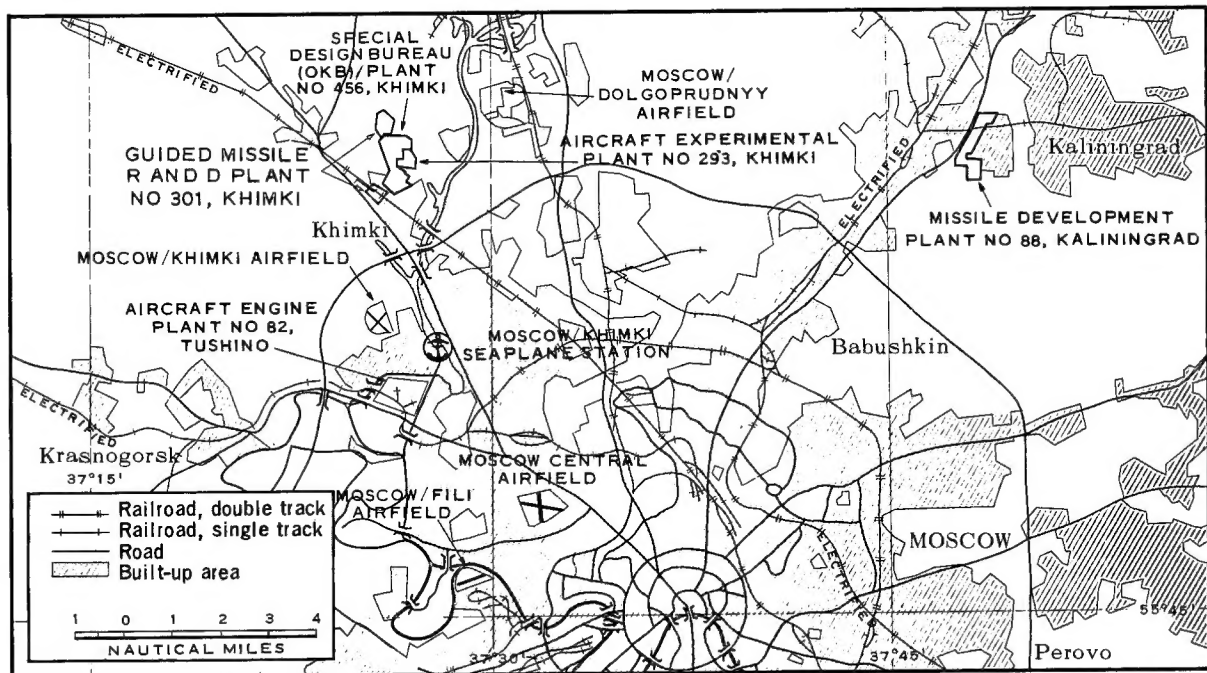 ELECTRIFIED
SPECIAL
DESIGN BUREAU
(OKB)/PLANT
NO 456, KHIMKI
MOSCOW/
DOLGOPRUDNYY
AIRFIELD
AIRCRAFT EXPERIMENTAL
PLANT NO 293, KHIMKI
GUIDED MISSILE
R AND D PLANT
NO 301, KHIMKI
ELECTRIFIED
Kaliningrad
MISSILE DEVELOPMENT
PLANT NO 88, KALININGRAD
Khimki
MOSCOW/KHIMKI AIRFIELD
AIRCRAFT ENGINE
PLANT NO 82,
TUSHINO
MOSCOW/KHIMKI
SEAPLANE STATION
Babushkin
ELECTRIFIED
Krasnogorsk
37°15'
MOSCOW CENTRAL
AIRFIELD
MOSCOW/FILI
AIRFIELD
ELECTRIFIED
MOSCOW
Railroad, double track
Railroad, single track
Road
Built-up area
1 0 1 2 3 4
NAUTICAL MILES
37°30'
37°45'
55°45'
Perovo